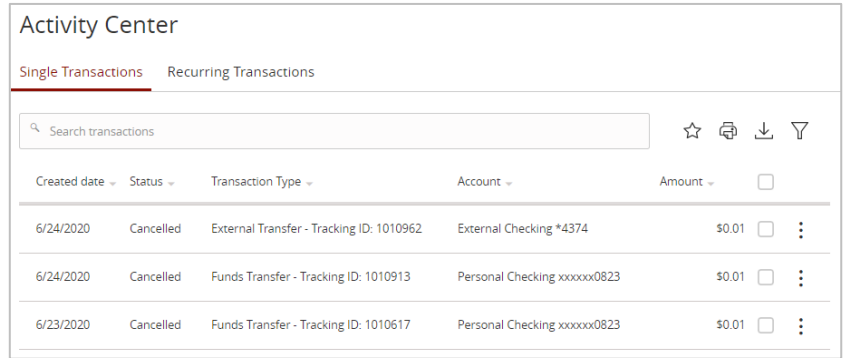 Activity Center
Single Transactions Recurring Transactions
Search transactions
Created date Status Transaction Type Account Amount
6/24/2020 Cancelled External Transfer - Tracking ID: 1010962 External Checking *4374 $0.01
6/24/2020 Cancelled Funds Transfer - Tracking ID: 1010913 Personal Checking xxxxxx0823 $0.01
6/23/2020 Cancelled Funds Transfer - Tracking ID: 1010617 Personal Checking xxxxxx0823 $0.01